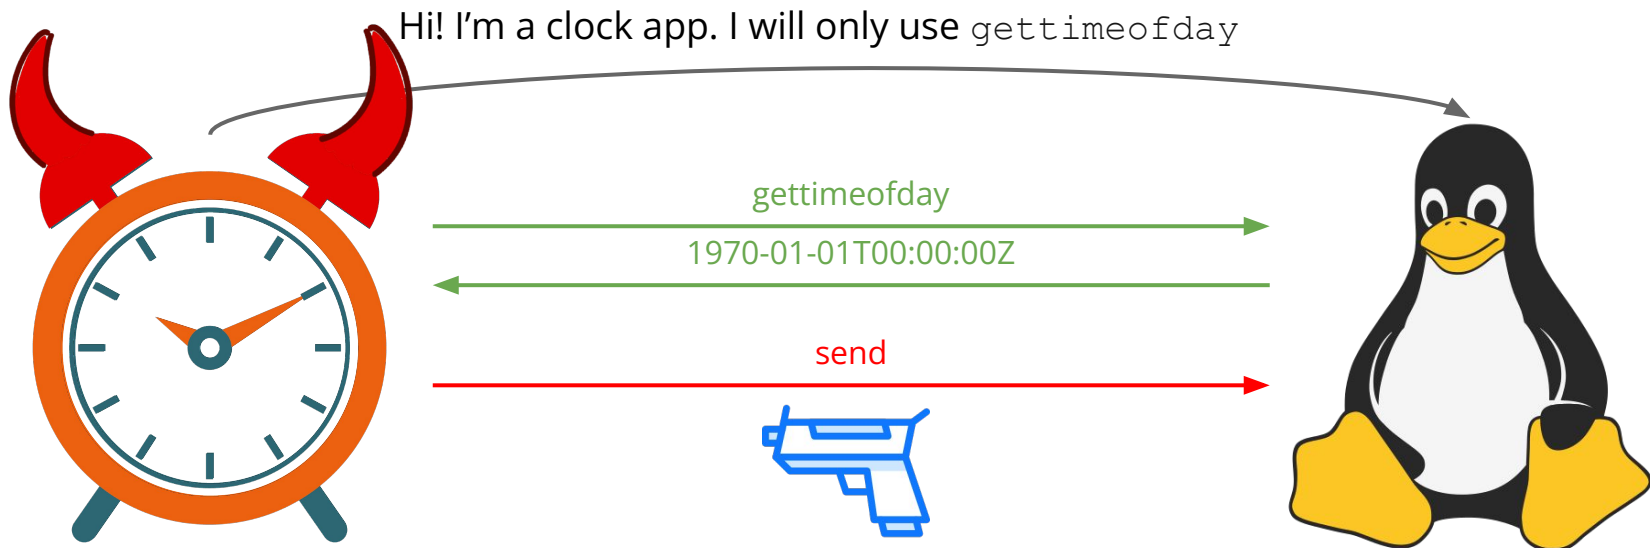 Hi! I’m a clock app. I will only use gettimeofday
gettimeofday
1970-01-01T00:00:00Z
send